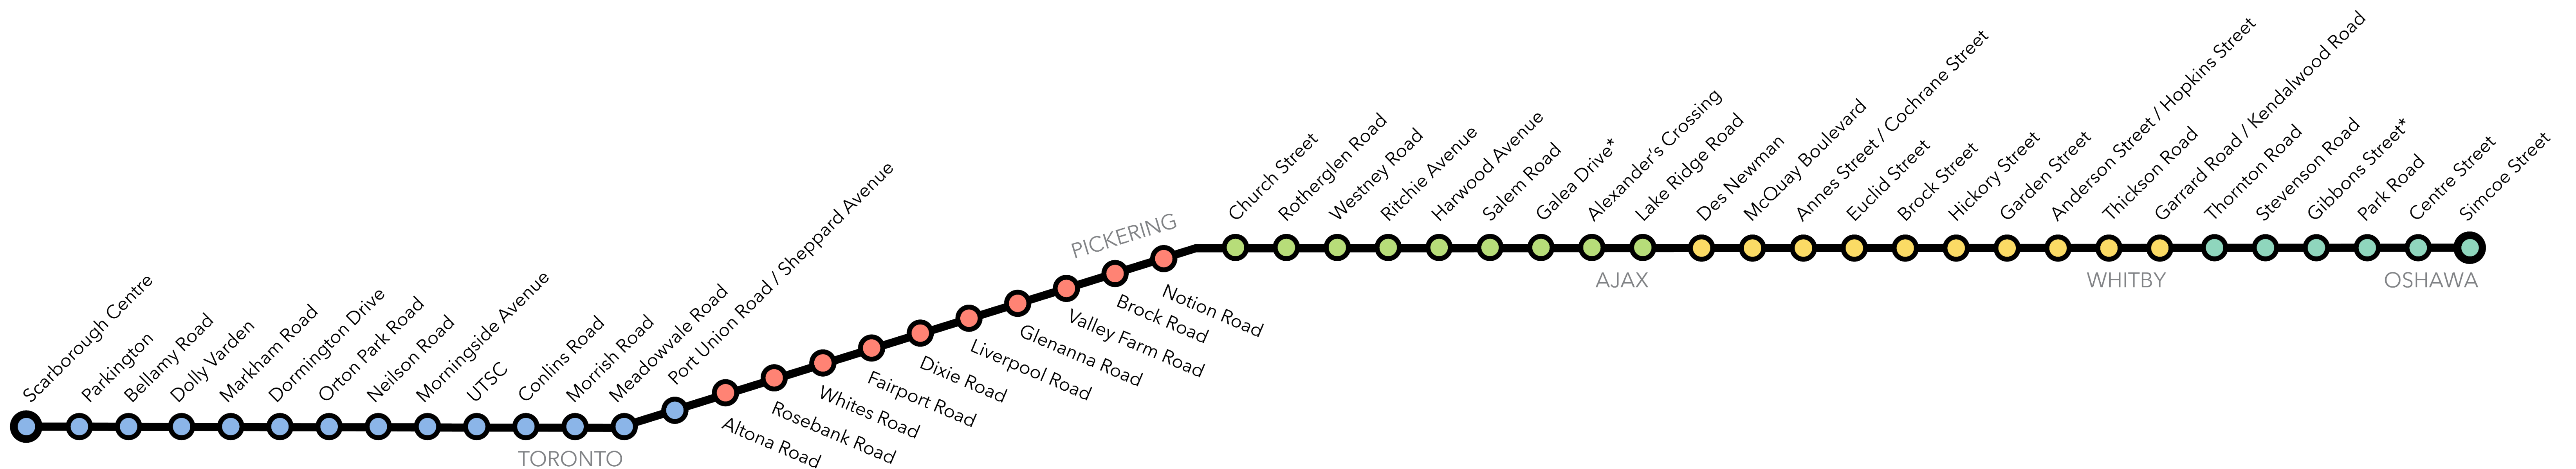 Scarborough Centre
Parkington
Bellamy Road
Dolly Varden
Markham Road
Dormington Drive
Orton Park Road
Neilson Road
Morningside Avenue
UTSC
Conlins Road
Morrish Road
Meadowvale Road
Port Union Road / Sheppard Avenue
TORONTO
Altona Road
Rosebank Road
Whites Road
Fairport Road
Dixie Road
Liverpool Road
Glenanna Road
Valley Farm Road
Brock Road
Notion Road
PICKERING
Church Street
Rotherglen Road
Westney Road
Ritchie Avenue
Harwood Avenue
Salem Road
Galea Drive*
Alexander's Crossing
Lake Ridge Road
AJAX
Des Newman
McQuay Boulevard
Annes Street / Cochrane Street
Euclid Street
Brock Street
Hickory Street
Garden Street
Anderson Street / Hopkins Street
Thickson Road
Garrard Road / Kendalwood Road
WHITBY
Thornton Road
Stevenson Road
Gibbons Street*
Park Road
Centre Street
Simcoe Street
OSHAWA